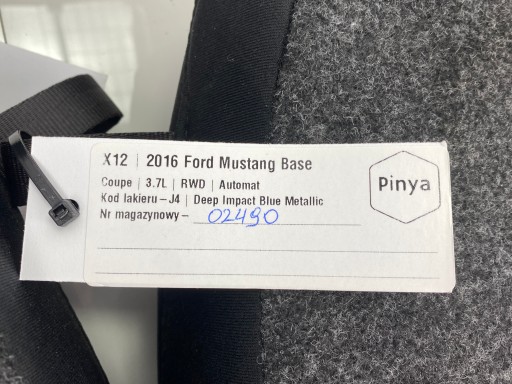 X12 | 2016 Ford Mustang Base
Coupe | 3.7L | RWD | Automat
Kod lakieru – J4 | Deep Impact Blue Metallic
Nr magazynowy – 02490
Pinya